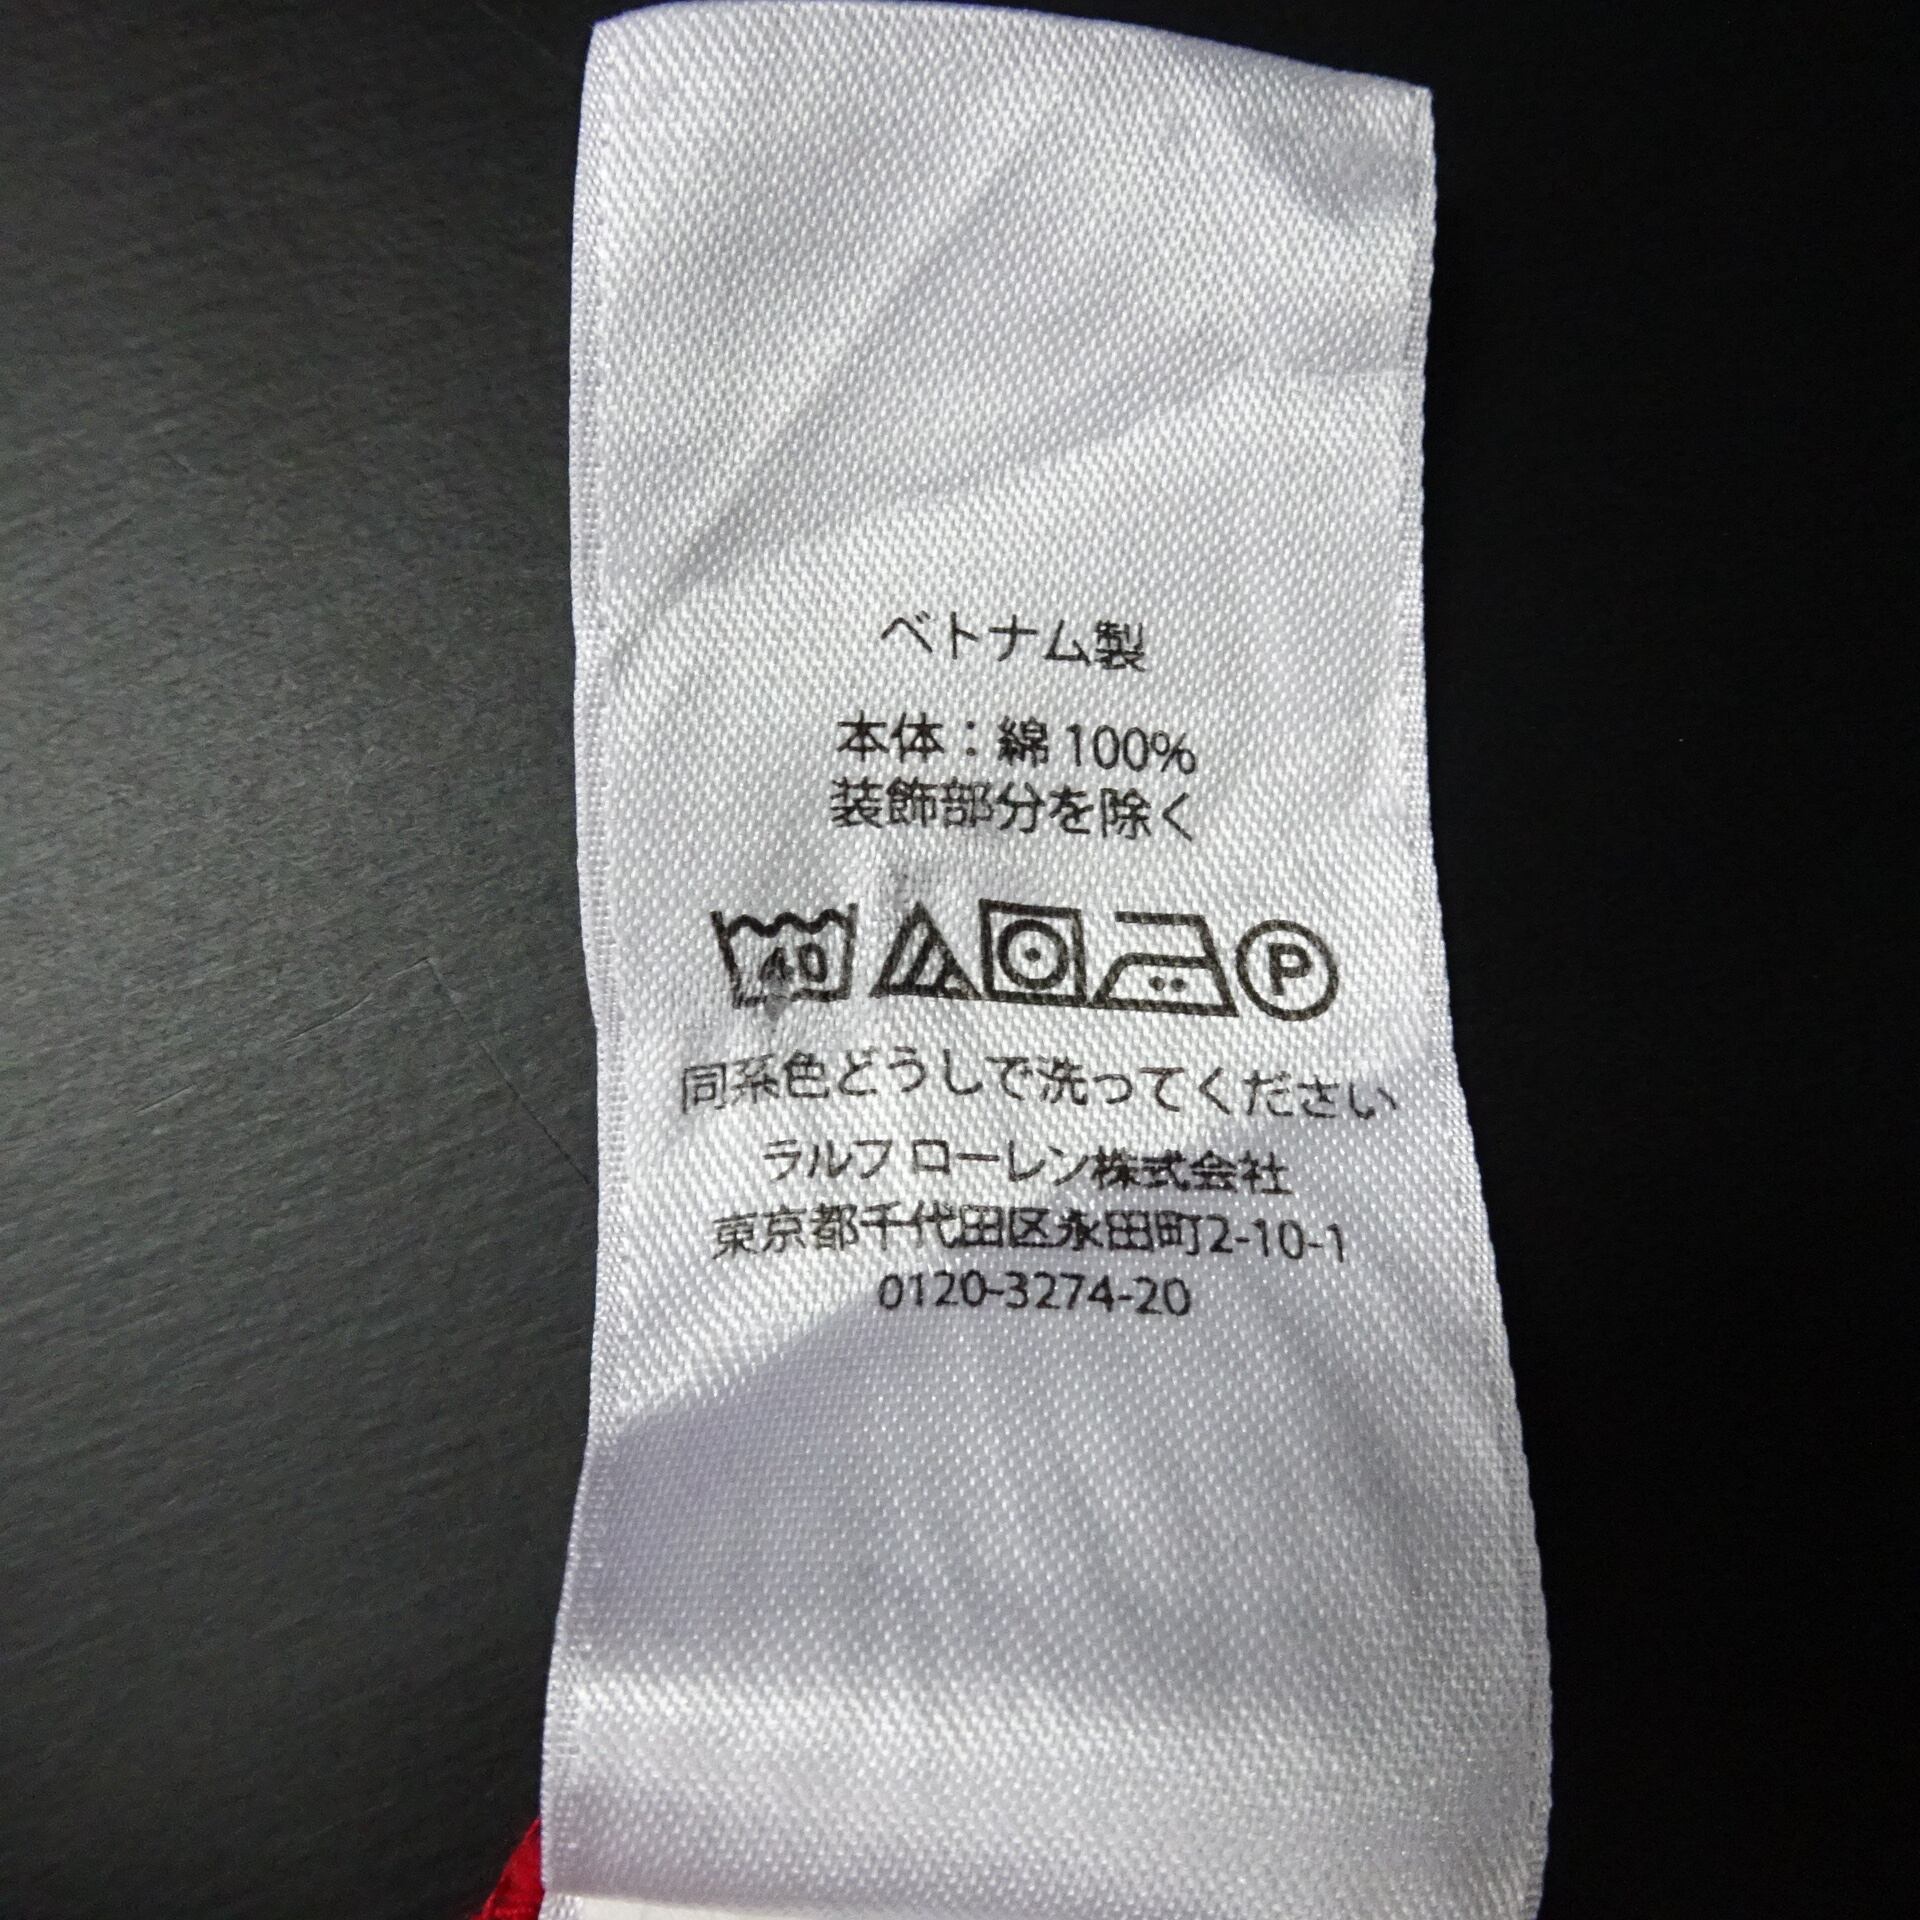 ベトナム製
本体：綿100%
装飾部分を除く
40 P
同系色どうしで洗ってください
ラルフ ローレン株式会社
東京都千代田区永田町2-10-1
0120-3274-20